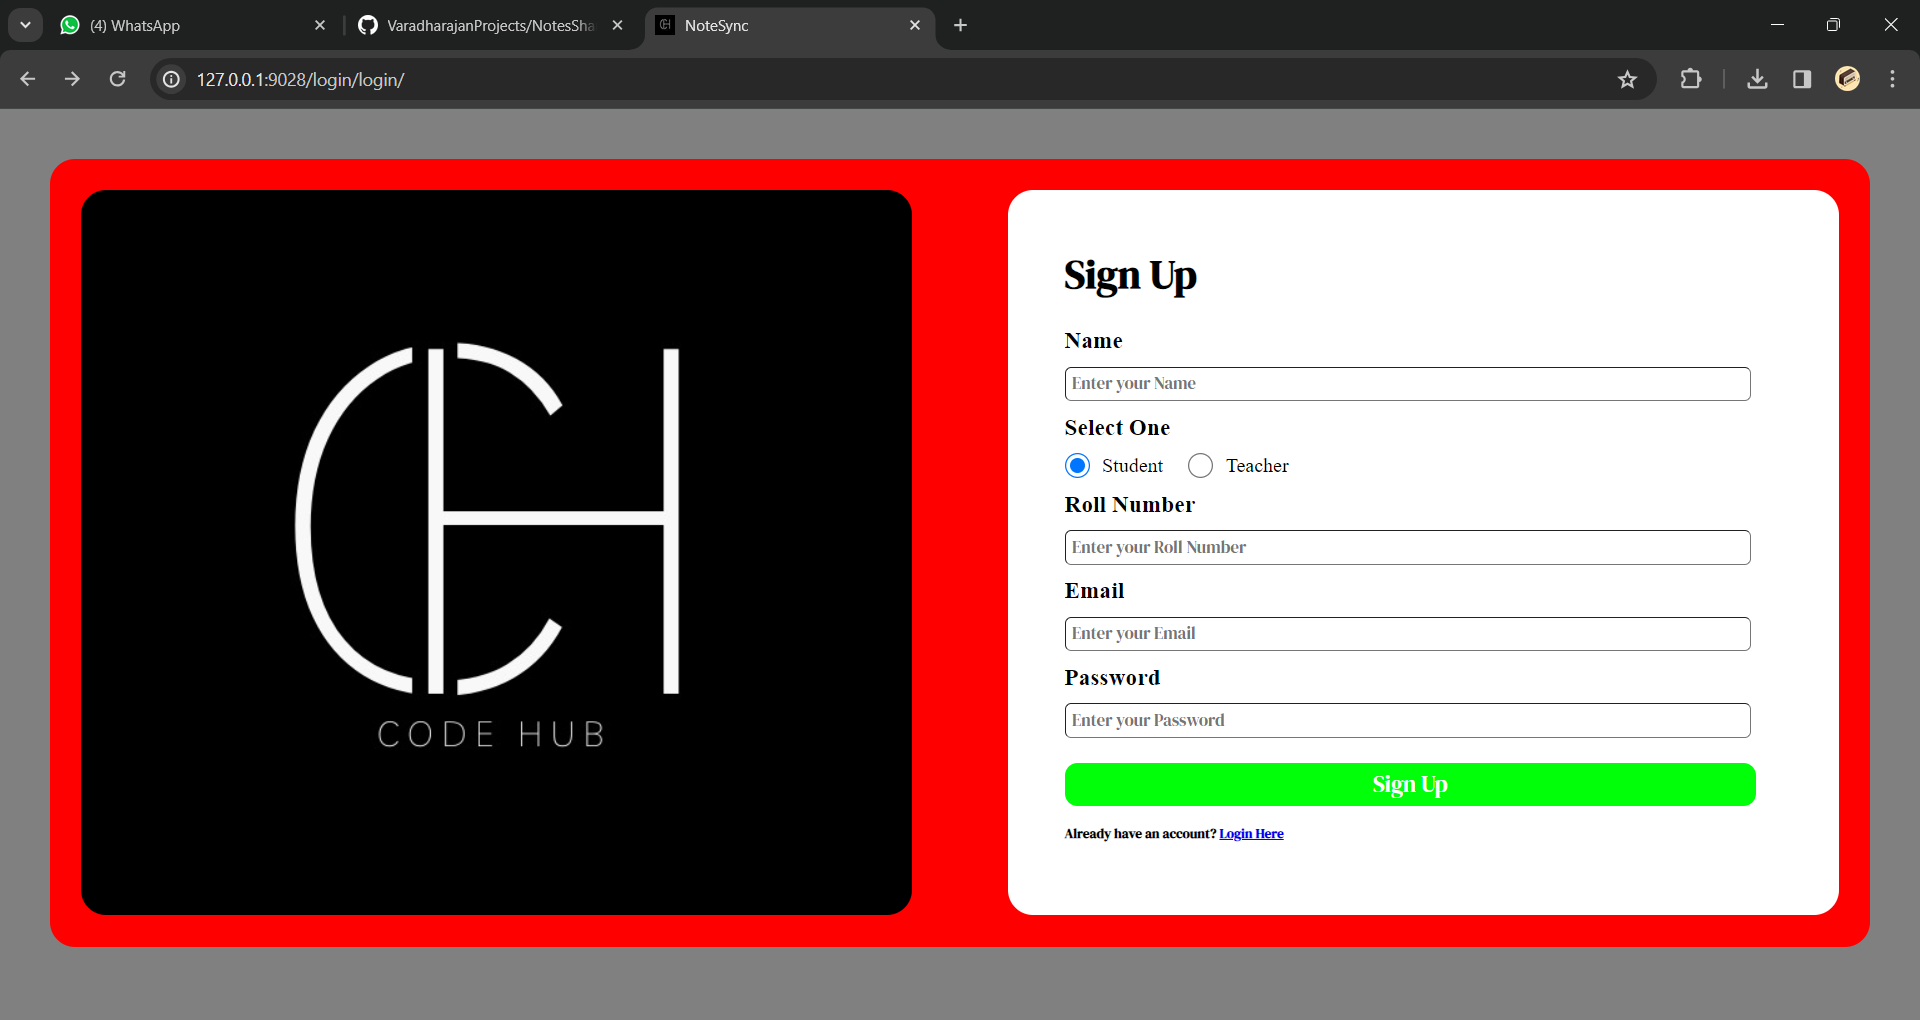 (4) WhatsApp
VaradharajanProjects/NotesSha
NoteSync
127.0.0.1:9028/login/login/
CH
CODE HUB
Sign Up
Name
Enter your Name
Select One
Student Teacher
Roll Number
Enter your Roll Number
Email
Enter your Email
Password
Enter your Password
Sign Up
Already have an account? Login Here